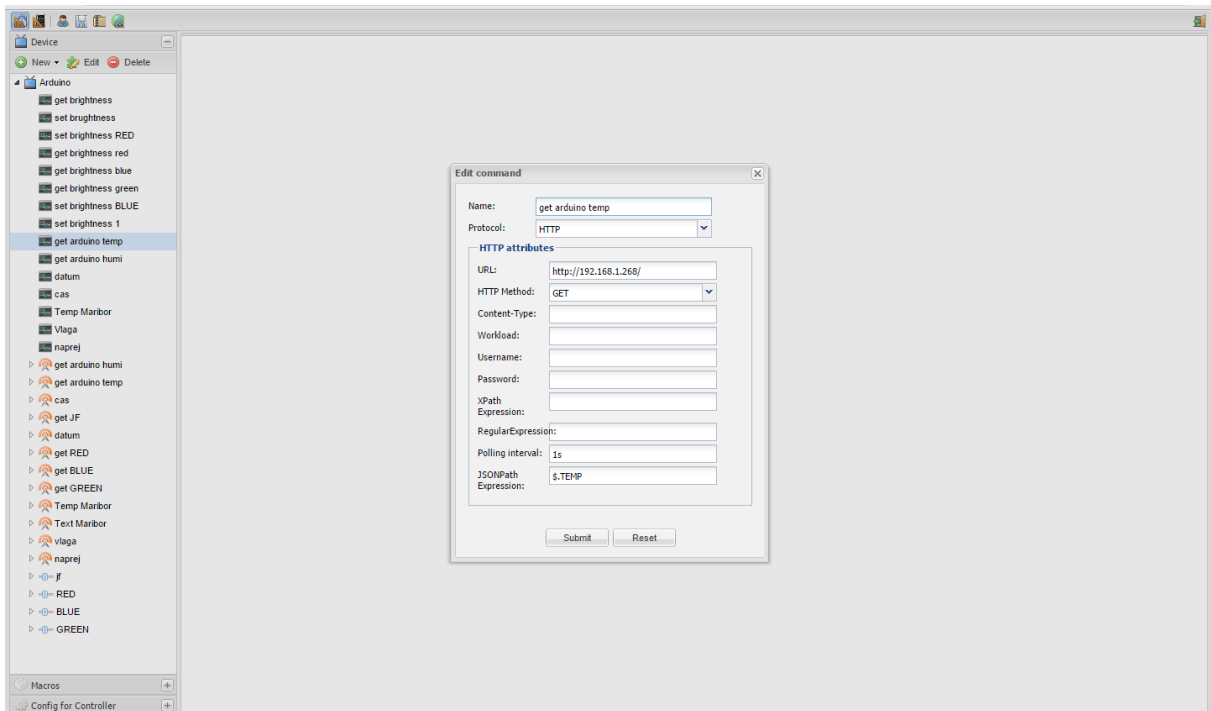 Device
New Edit Delete
Arduino
get brightness
set brughtness
set brightness RED
get brightness red
get brightness blue
get brightness green
set brightness BLUE
set brightness 1
get arduino temp
get arduino humi
datum
cas
Temp Maribor
Vlaga
naprej
get arduino humi
get arduino temp
cas
get JF
datum
get RED
get BLUE
get GREEN
Temp Maribor
Text Maribor
vlaga
naprej
jf
RED
BLUE
GREEN
Macros
Config for Controller
Edit command
Name: get arduino temp
Protocol: HTTP
HTTP attributes
URL: http://192.168.1.268/
HTTP Method: GET
Content-Type:
Workload:
Username:
Password:
XPath
Expression:
RegularExpression:
Polling interval: 1s
JSONPath $.TEMP
Expression:
Submit Reset